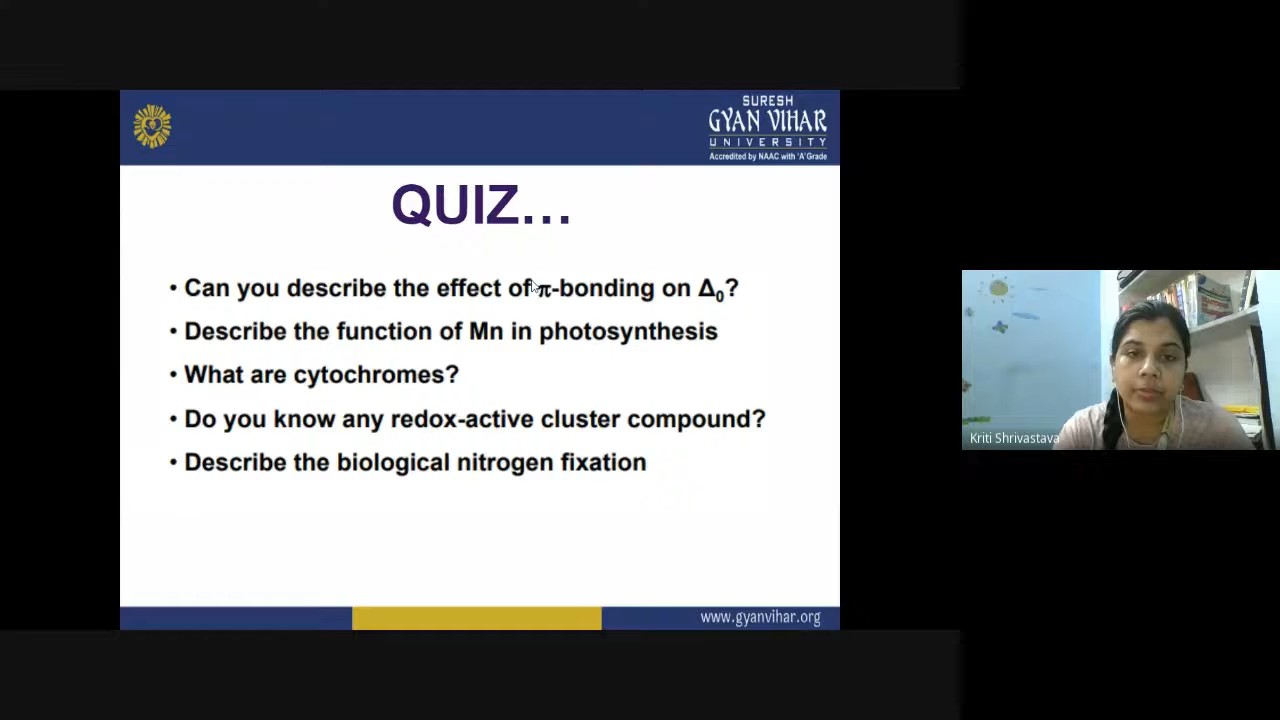 SURESH
GYAN VIHAR
UNIVERSITY
Accredited by NAAC with 'A' Grade
QUIZ…
• Can you describe the effect of π-bonding on Δ₀?
• Describe the function of Mn in photosynthesis
• What are cytochromes?
• Do you know any redox-active cluster compound?
• Describe the biological nitrogen fixation
Kriti Shrivastava
www.gyanvihar.org